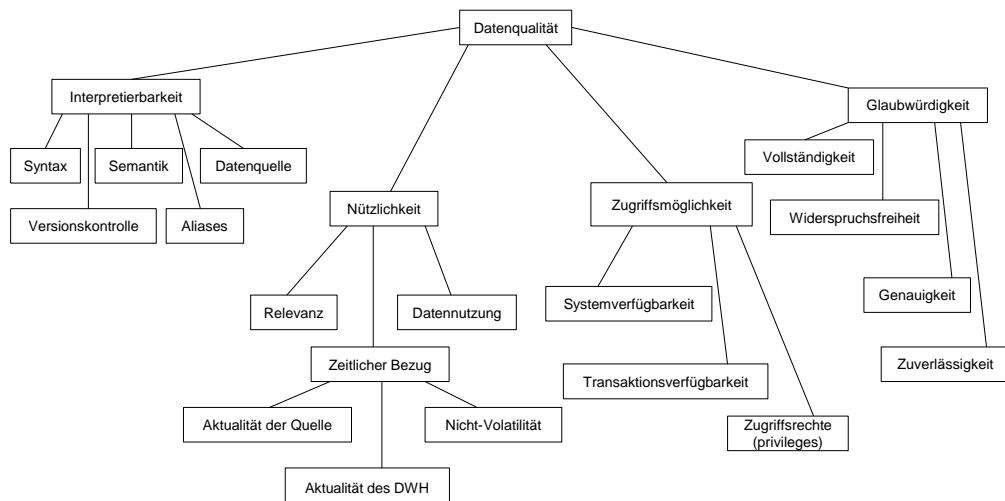 Datenqualität
Interpretierbarkeit
Glaubwürdigkeit
Syntax
Semantik
Datenquelle
Vollständigkeit
Versionskontrolle
Aliases
Nützlichkeit
Zugriffsmöglichkeit
Widerspruchsfreiheit
Relevanz
Datennutzung
Systemverfügbarkeit
Genauigkeit
Zeitlicher Bezug
Transaktionsverfügbarkeit
Zuverlässigkeit
Aktualität der Quelle
Nicht-Volatilität
Zugriffsrechte
(privileges)
Aktualität des DWH